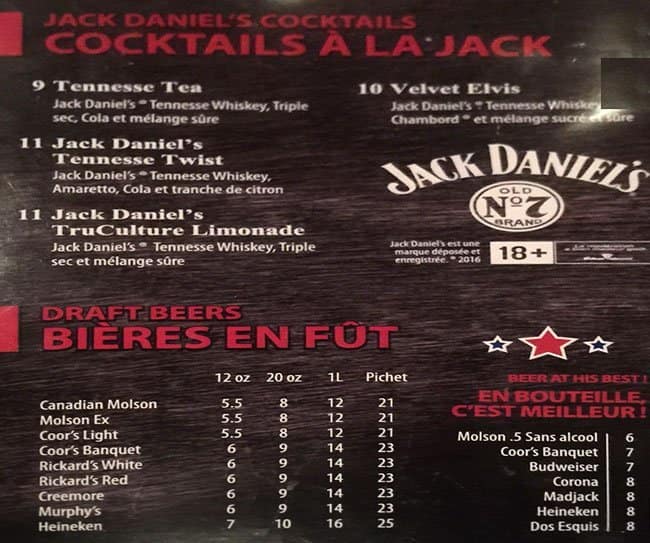 JACK DANIEL'S COCKTAILS
COCKTAILS À LA JACK
9 Tennesse Tea
Jack Daniel's ® Tennesse Whiskey, Triple
sec, Cola et mélange sûre
11 Jack Daniel's
Tennesse Twist
Jack Daniel's ® Tennesse Whiskey,
Amaretto, Cola et tranche de citron
11 Jack Daniel's
TruCulture Limonade
Jack Daniel's ® Tennesse Whiskey, Triple
sec et mélange sûre
10 Velvet Elvis
Jack Daniel's ® Tennesse Whiskey
Chambord ® et mélange sucré et sûre
JACK DANIEL'S
OLD
Nº 7
BRAND
Jack Daniel's est une
marque déposée et
enregistrée. ® 2016
18+
DRAFT BEERS
BIÈRES EN FÛT
12 oz 20 oz 1L Pichet
Canadian Molson 5.5 8 12 21
Molson Ex 5.5 8 12 21
Coor's Light 5.5 8 12 21
Coor's Banquet 6 9 14 23
Rickard's White 6 9 14 23
Rickard's Red 6 9 14 23
Creemore 6 9 14 23
Murphy's 6 9 14 23
Heineken 7 10 16 25
BEER AT HIS BEST !
EN BOUTEILLE,
C'EST MEILLEUR !
Molson .5 Sans alcool 6
Coor's Banquet 7
Budweiser 7
Corona 8
Madjack 8
Heineken 8
Dos Esquis 8